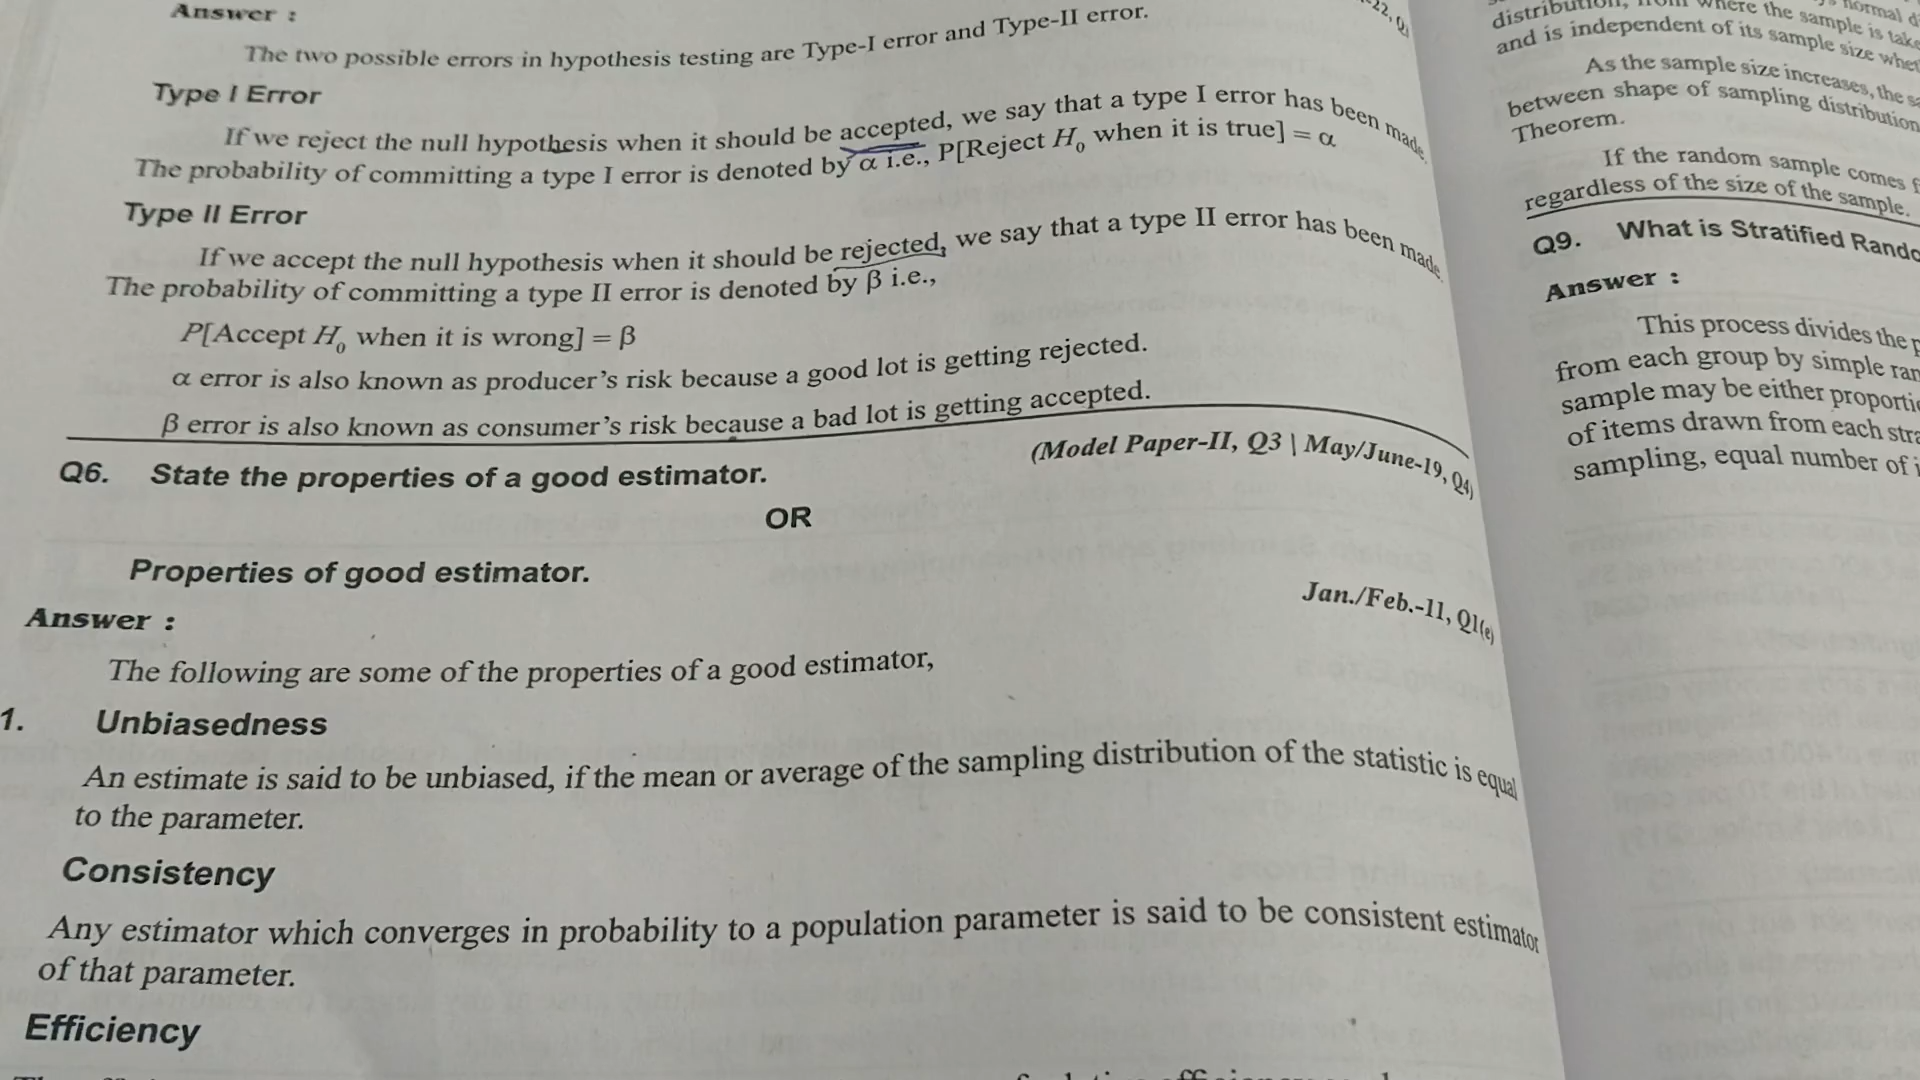 Answer :
The two possible errors in hypothesis testing are Type-I error and Type-II error.
Type I Error
If we reject the null hypothesis when it should be accepted, we say that a type I error has been made.
The probability of committing a type I error is denoted by α i.e., P[Reject H₀ when it is true] = α
Type II Error
If we accept the null hypothesis when it should be rejected, we say that a type II error has been made.
The probability of committing a type II error is denoted by β i.e.,
P[Accept H₀ when it is wrong] = β
α error is also known as producer's risk because a good lot is getting rejected.
β error is also known as consumer's risk because a bad lot is getting accepted.
Q6. State the properties of a good estimator.
(Model Paper-II, Q3 | May/June-19, Q4)
OR
Properties of good estimator.
Jan./Feb.-11, Q1(e)
Answer :
The following are some of the properties of a good estimator,
1. Unbiasedness
An estimate is said to be unbiased, if the mean or average of the sampling distribution of the statistic is equal
to the parameter.
Consistency
Any estimator which converges in probability to a population parameter is said to be consistent estimator
of that parameter.
Efficiency
where the sample is
and is independent of its sample size
As the sample size increases, the
between shape of sampling distribution
Theorem.
If the random sample comes
regardless of the size of the sample.
Q9. What is Stratified
Answer :
This process divides the
from each group by simple
sample may be either
of items drawn from each
sampling, equal number of